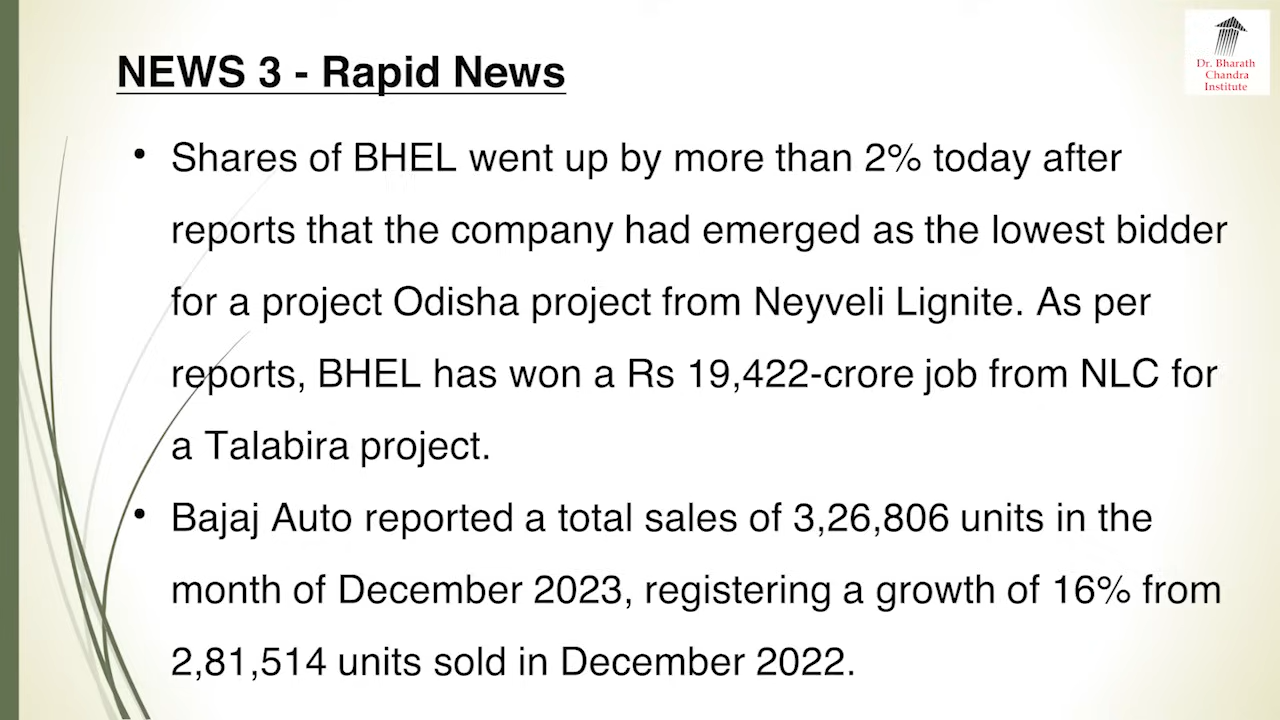 NEWS 3 - Rapid News
Dr. Bharath
Chandra
Institute
• Shares of BHEL went up by more than 2% today after
reports that the company had emerged as the lowest bidder
for a project Odisha project from Neyveli Lignite. As per
reports, BHEL has won a Rs 19,422-crore job from NLC for
a Talabira project.
• Bajaj Auto reported a total sales of 3,26,806 units in the
month of December 2023, registering a growth of 16% from
2,81,514 units sold in December 2022.